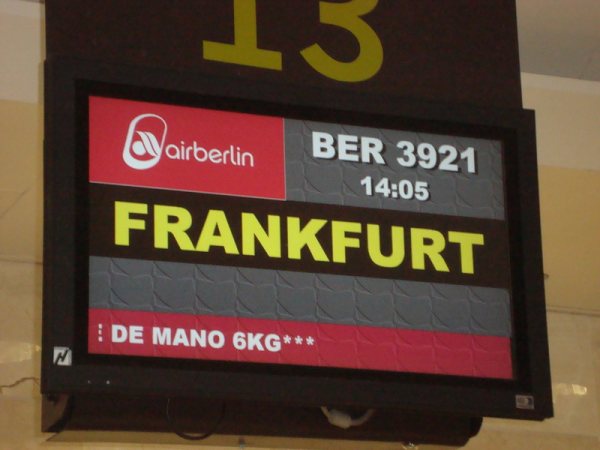 13
airberlin
BER 3921
14:05
FRANKFURT
DE MANO 6KG***